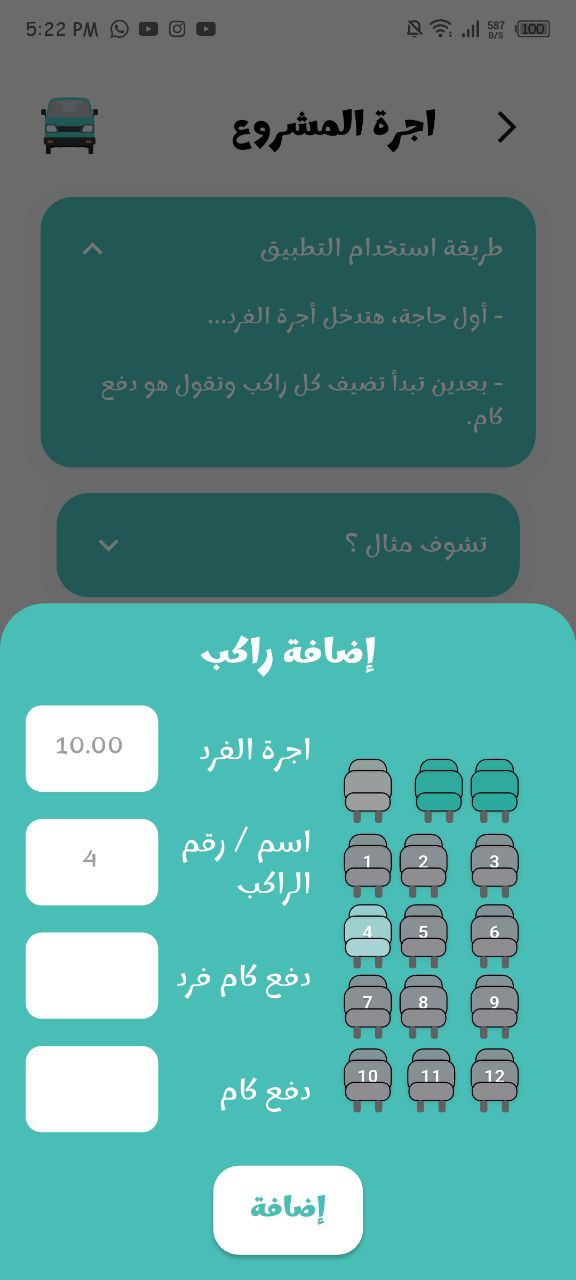 5:22 PM
587
B/S
100
اجرة المشروع
طريقة استخدام التطبيق
- أول حاجة، هتدخل أجرة الفرد...
- بعدين تبدأ تضيف كل راكب وتقول هو دفع
كام.
تشوف مثال ؟
إضافة راكب
اجرة الفرد
10.00
اسم / رقم
الراكب
4
دفع كام فرد
دفع كام
1 2 3
4 5 6
7 8 9
10 11 12
إضافة